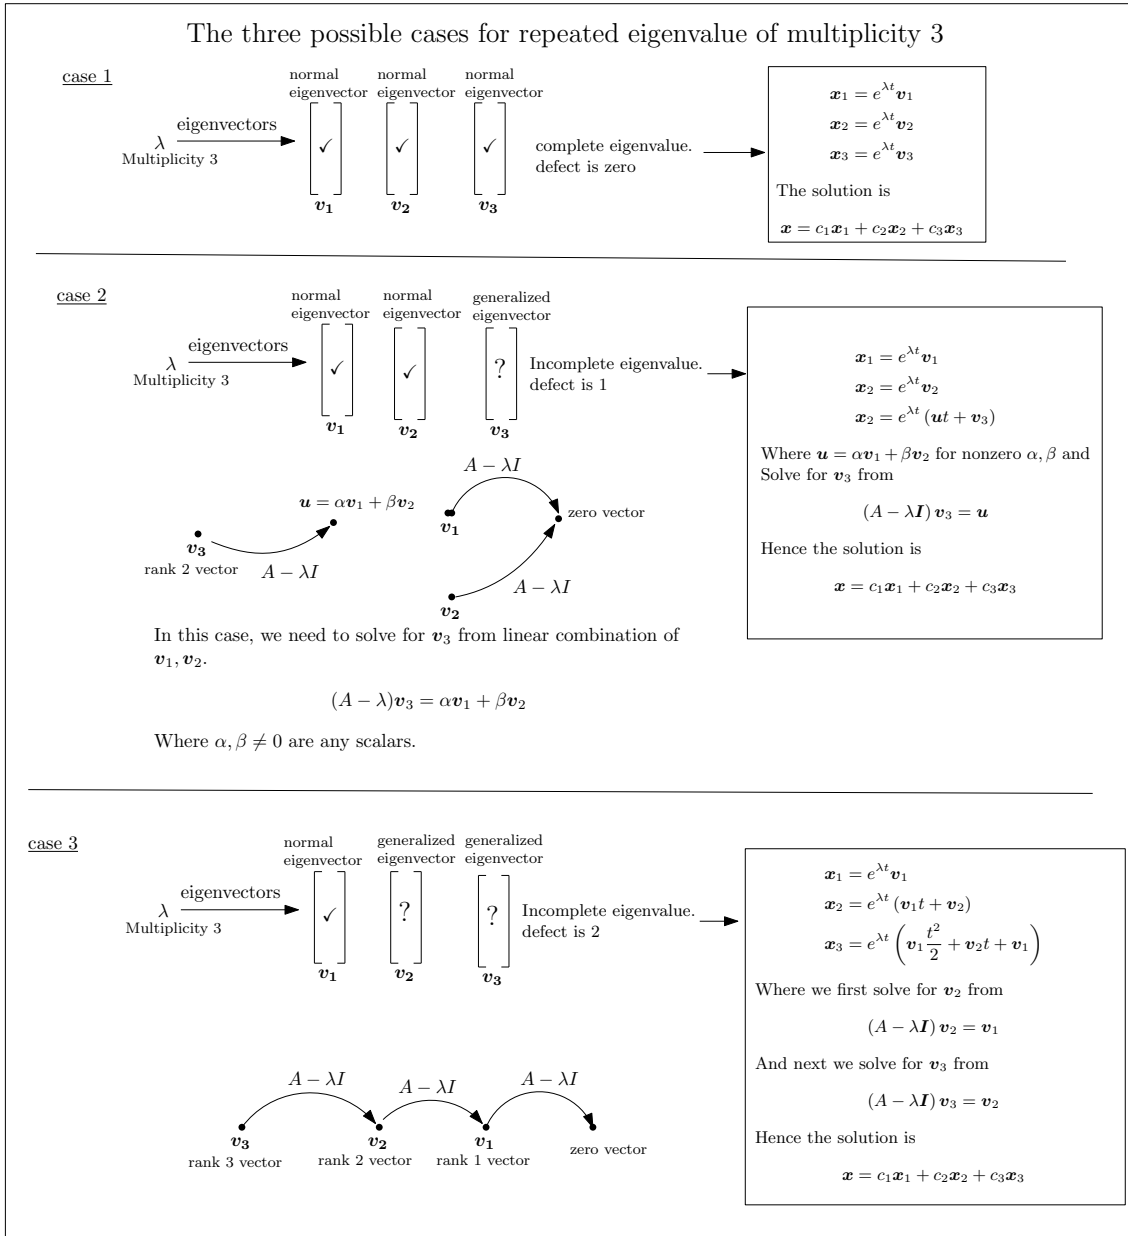 The three possible cases for repeated eigenvalue of multiplicity 3
case 1
normal eigenvector
normal eigenvector
normal eigenvector
λ
Multiplicity 3
eigenvectors
✓
✓
✓
v₁
v₂
v₃
complete eigenvalue.
defect is zero
x₁ = e^{λt} v₁
x₂ = e^{λt} v₂
x₃ = e^{λt} v₃
The solution is
x = c₁x₁ + c₂x₂ + c₃x₃
case 2
normal eigenvector
normal eigenvector
generalized eigenvector
λ
Multiplicity 3
eigenvectors
✓
✓
?
v₁
v₂
v₃
Incomplete eigenvalue.
defect is 1
x₁ = e^{λt} v₁
x₂ = e^{λt} v₂
x₂ = e^{λt} (ut + v₃)
Where u = αv₁ + βv₂ for nonzero α, β and
Solve for v₃ from
(A − λI) v₃ = u
Hence the solution is
x = c₁x₁ + c₂x₂ + c₃x₃
v₃
rank 2 vector
A − λI
u = αv₁ + βv₂
v₁
A − λI
zero vector
v₂
A − λI
In this case, we need to solve for v₃ from linear combination of
v₁, v₂.
(A − λ)v₃ = αv₁ + βv₂
Where α, β ≠ 0 are any scalars.
case 3
normal eigenvector
generalized eigenvector
generalized eigenvector
λ
Multiplicity 3
eigenvectors
✓
?
?
v₁
v₂
v₃
Incomplete eigenvalue.
defect is 2
x₁ = e^{λt} v₁
x₂ = e^{λt} (v₁t + v₂)
x₃ = e^{λt} (v₁ t²/2 + v₂t + v₁)
Where we first solve for v₂ from
(A − λI) v₂ = v₁
And next we solve for v₃ from
(A − λI) v₃ = v₂
Hence the solution is
x = c₁x₁ + c₂x₂ + c₃x₃
A − λI
A − λI
A − λI
v₃
rank 3 vector
v₂
rank 2 vector
v₁
rank 1 vector
zero vector